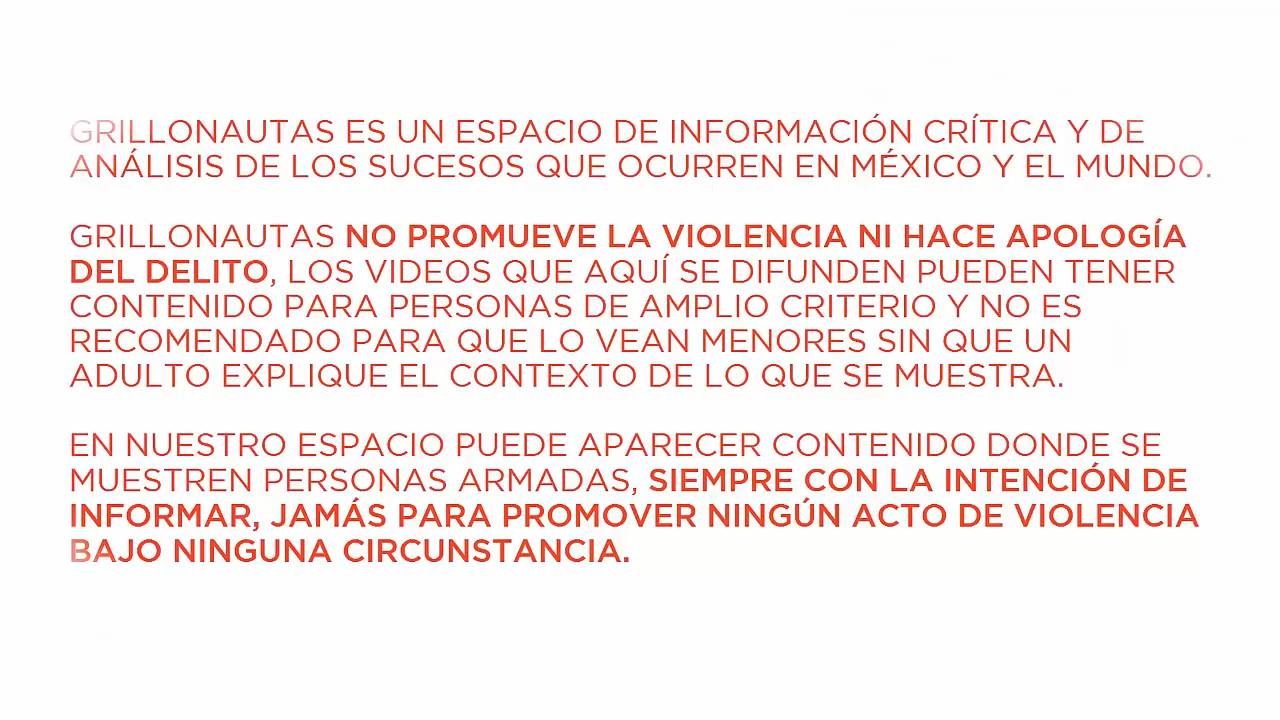 GRILLONAUTAS ES UN ESPACIO DE INFORMACIÓN CRÍTICA Y DE
ANÁLISIS DE LOS SUCESOS QUE OCURREN EN MÉXICO Y EL MUNDO.
GRILLONAUTAS NO PROMUEVE LA VIOLENCIA NI HACE APOLOGÍA
DEL DELITO, LOS VIDEOS QUE AQUÍ SE DIFUNDEN PUEDEN TENER
CONTENIDO PARA PERSONAS DE AMPLIO CRITERIO Y NO ES
RECOMENDADO PARA QUE LO VEAN MENORES SIN QUE UN
ADULTO EXPLIQUE EL CONTEXTO DE LO QUE SE MUESTRA.
EN NUESTRO ESPACIO PUEDE APARECER CONTENIDO DONDE SE
MUESTREN PERSONAS ARMADAS, SIEMPRE CON LA INTENCIÓN DE
INFORMAR, JAMÁS PARA PROMOVER NINGÚN ACTO DE VIOLENCIA
BAJO NINGUNA CIRCUNSTANCIA.